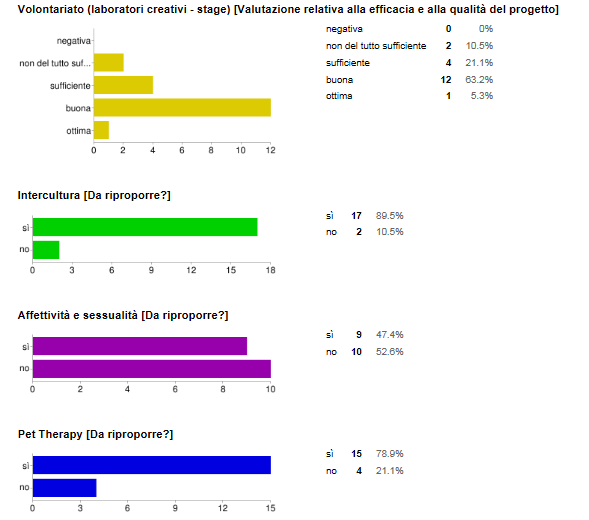 Volontariato (laboratori creativi - stage) [Valutazione relativa alla efficacia e alla qualità del progetto]
negativa
non del tutto suf...
sufficiente
buona
ottima
0 2 4 6 8 10 12
negativa 0 0%
non del tutto sufficiente 2 10.5%
sufficiente 4 21.1%
buona 12 63.2%
ottima 1 5.3%
Intercultura [Da riproporre?]
sì
no
0 3 6 9 12 15 18
sì 17 89.5%
no 2 10.5%
Affettività e sessualità [Da riproporre?]
sì
no
0 2 4 6 8 10
sì 9 47.4%
no 10 52.6%
Pet Therapy [Da riproporre?]
sì
no
0 3 6 9 12 15
sì 15 78.9%
no 4 21.1%